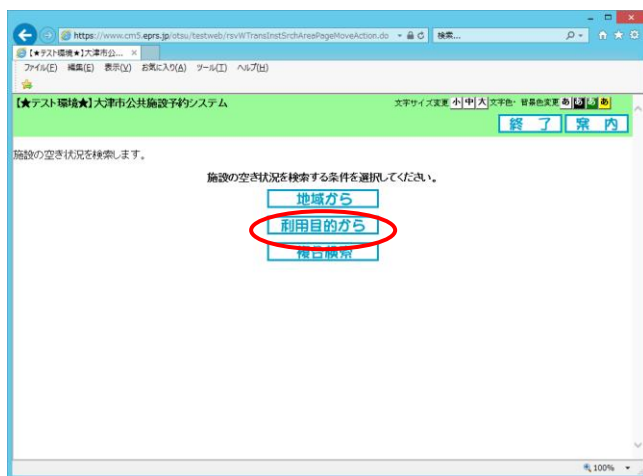 https://www.cm5.eprs.jp/otsu/testweb/rsvWTransInstSrchAreaPageMoveAction.do
検索...
【★テスト環境★】大津市公... ×
ファイル(F) 編集(E) 表示(V) お気に入り(A) ツール(T) ヘルプ(H)
【★テスト環境★】大津市公共施設予約システム
文字サイズ変更 小 中 大 文字色・背景色変更 あ あ あ あ
終了 案内
施設の空き状況を検索します。
施設の空き状況を検索する条件を選択してください。
地域から
利用目的から
複合検索
100%